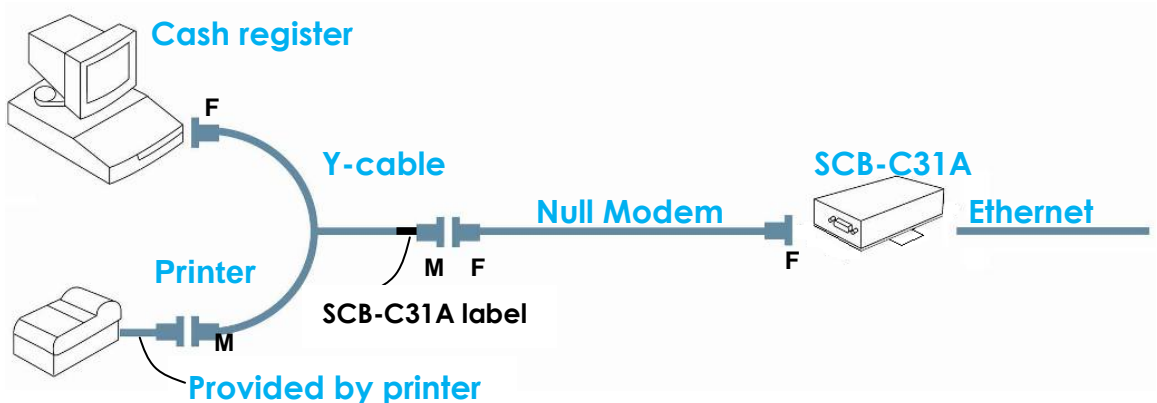 Cash register
F
Y-cable
SCB-C31A
Null Modem
Ethernet
M F
F
Printer
SCB-C31A label
M
Provided by printer